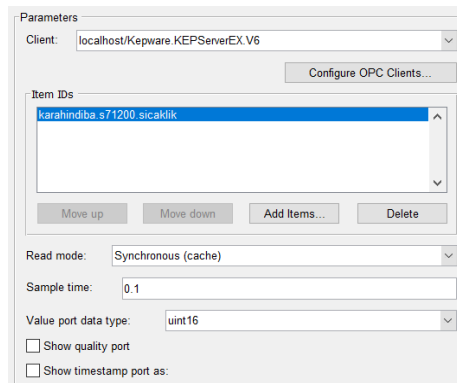 Parameters
Client: localhost/Kepware.KEPServerEX.V6
Configure OPC Clients...
Item IDs
karahindiba.s71200.sicaklik
Move up Move down Add Items... Delete
Read mode: Synchronous (cache)
Sample time: 0.1
Value port data type: uint16
Show quality port
Show timestamp port as: